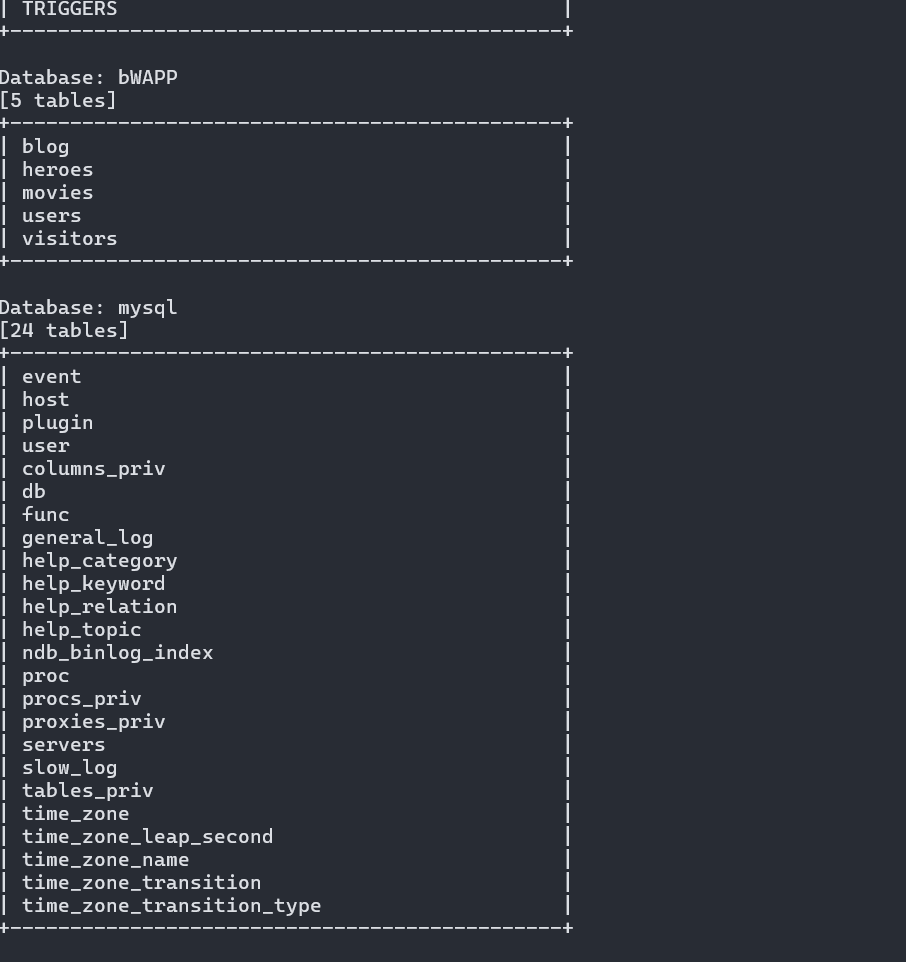 | TRIGGERS                                     |
+----------------------------------------------+
Database: bWAPP
[5 tables]
+----------------------------------------------+
| blog                                         |
| heroes                                       |
| movies                                       |
| users                                        |
| visitors                                     |
+----------------------------------------------+
Database: mysql
[24 tables]
+----------------------------------------------+
| event                                        |
| host                                         |
| plugin                                       |
| user                                         |
| columns_priv                                 |
| db                                           |
| func                                         |
| general_log                                  |
| help_category                                |
| help_keyword                                 |
| help_relation                                |
| help_topic                                   |
| ndb_binlog_index                             |
| proc                                         |
| procs_priv                                   |
| proxies_priv                                 |
| servers                                      |
| slow_log                                     |
| tables_priv                                  |
| time_zone                                    |
| time_zone_leap_second                        |
| time_zone_name                               |
| time_zone_transition                         |
| time_zone_transition_type                    |
+----------------------------------------------+